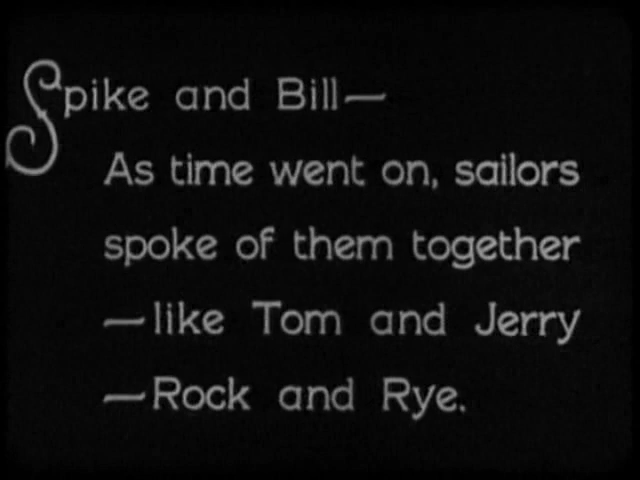 Spike and Bill—
As time went on, sailors
spoke of them together
—like Tom and Jerry
—Rock and Rye.